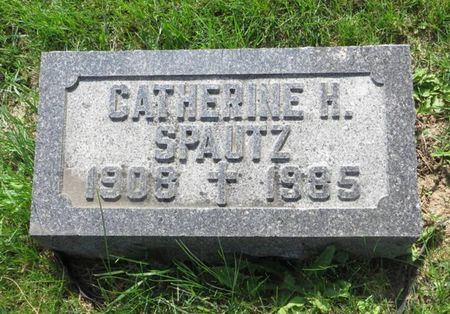 CATHERINE H.
SPAUTZ
1908 † 1985